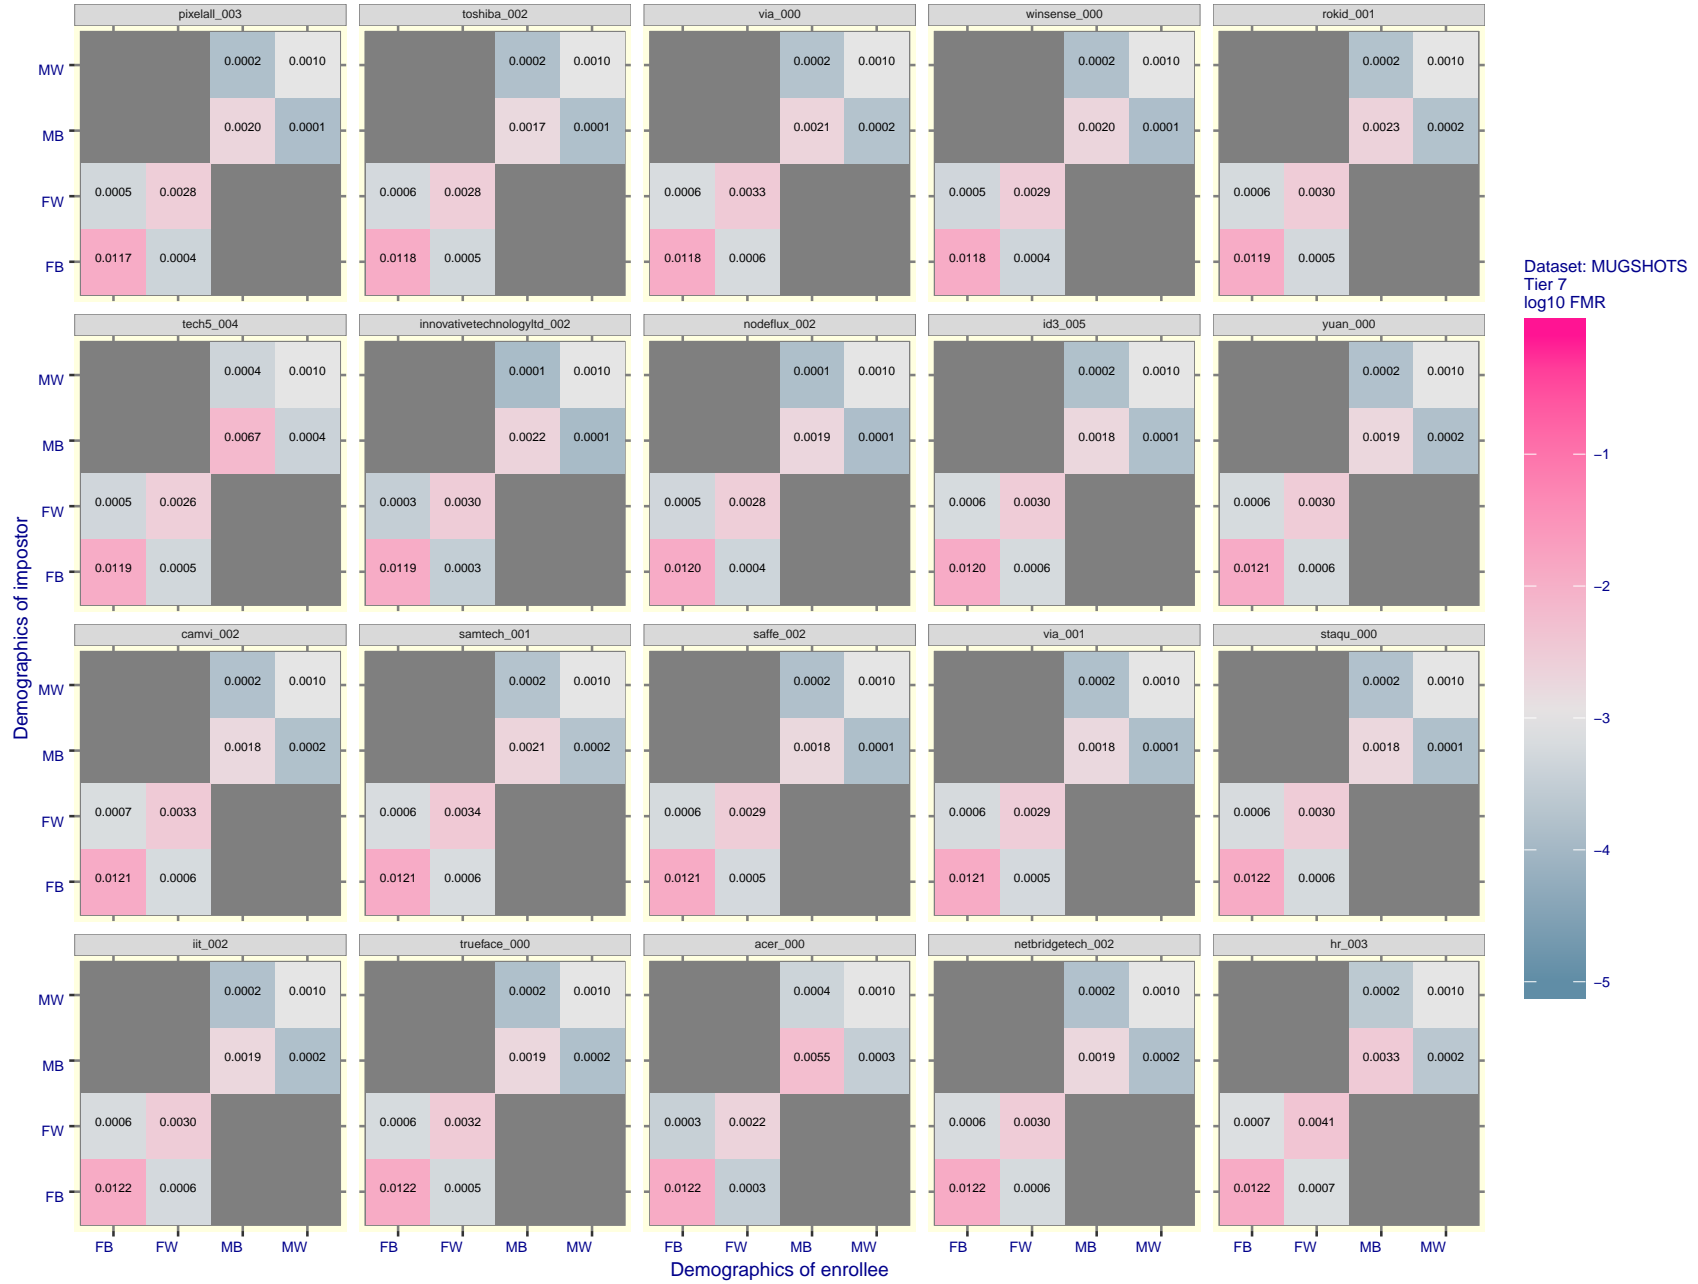 pixelall_003 toshiba_002 via_000 winsense_000 rokid_001
MW 0.0002 0.0010 0.0002 0.0010 0.0002 0.0010 0.0002 0.0010 0.0002 0.0010
MB 0.0020 0.0001 0.0017 0.0001 0.0021 0.0002 0.0020 0.0001 0.0023 0.0002
FW 0.0005 0.0028 0.0006 0.0028 0.0006 0.0033 0.0005 0.0029 0.0006 0.0030
FB 0.0117 0.0004 0.0118 0.0005 0.0118 0.0006 0.0118 0.0004 0.0119 0.0005
tech5_004 innovativetechnologyltd_002 nodeflux_002 id3_005 yuan_000
MW 0.0004 0.0010 0.0001 0.0010 0.0001 0.0010 0.0002 0.0010 0.0002 0.0010
MB 0.0067 0.0004 0.0022 0.0001 0.0019 0.0001 0.0018 0.0001 0.0019 0.0002
FW 0.0005 0.0026 0.0003 0.0030 0.0005 0.0028 0.0006 0.0030 0.0006 0.0030
FB 0.0119 0.0005 0.0119 0.0003 0.0120 0.0004 0.0120 0.0006 0.0121 0.0006
camvi_002 samtech_001 saffe_002 via_001 staqu_000
MW 0.0002 0.0010 0.0002 0.0010 0.0002 0.0010 0.0002 0.0010 0.0002 0.0010
MB 0.0018 0.0002 0.0021 0.0002 0.0018 0.0001 0.0018 0.0001 0.0018 0.0001
FW 0.0007 0.0033 0.0006 0.0034 0.0006 0.0029 0.0006 0.0029 0.0006 0.0030
FB 0.0121 0.0006 0.0121 0.0006 0.0121 0.0005 0.0121 0.0005 0.0122 0.0006
iit_002 trueface_000 acer_000 netbridgetech_002 hr_003
MW 0.0002 0.0010 0.0002 0.0010 0.0004 0.0010 0.0002 0.0010 0.0002 0.0010
MB 0.0019 0.0002 0.0019 0.0002 0.0055 0.0003 0.0019 0.0002 0.0033 0.0002
FW 0.0006 0.0030 0.0006 0.0032 0.0003 0.0022 0.0006 0.0030 0.0007 0.0041
FB 0.0122 0.0006 0.0122 0.0005 0.0122 0.0003 0.0122 0.0006 0.0122 0.0007
FB FW MB MW FB FW MB MW FB FW MB MW FB FW MB MW FB FW MB MW
Demographics of enrollee
Demographics of impostor
Dataset: MUGSHOTS
Tier 7
log10 FMR
−1
−2
−3
−4
−5